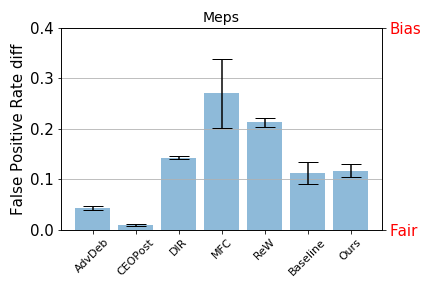 Meps
False Positive Rate diff
0.4
0.3
0.2
0.1
0.0
Bias
Fair
AdvDeb
CEOPost
DIR
MFC
ReW
Baseline
Ours